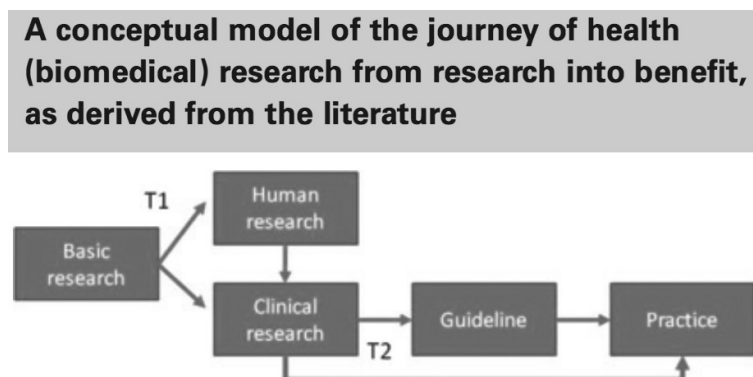 A conceptual model of the journey of health
(biomedical) research from research into benefit,
as derived from the literature
T1
Human
research
Basic
research
Clinical
research
T2
Guideline
Practice